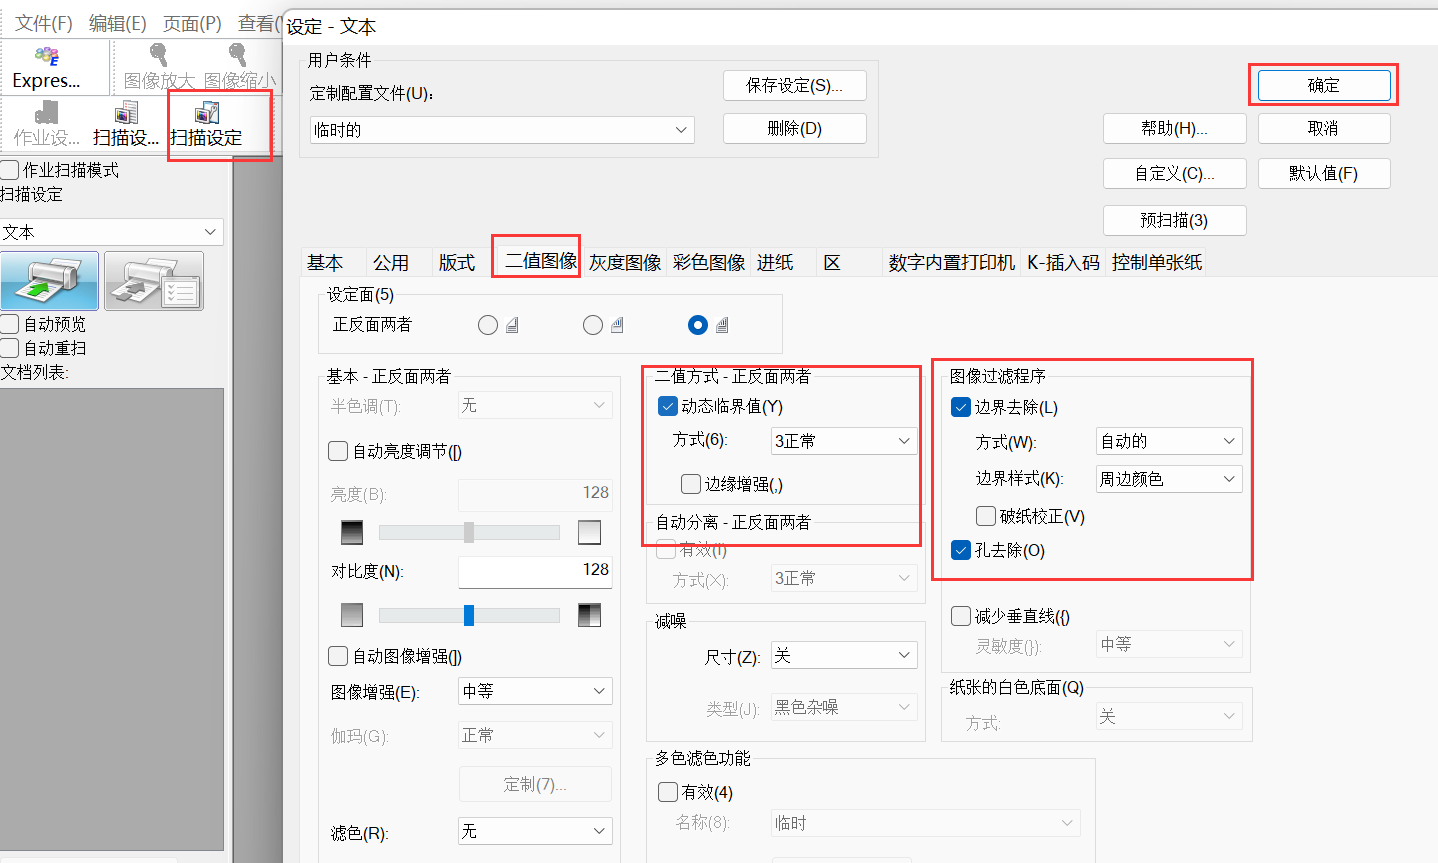 文件(F) 编辑(E) 页面(P) 查看(
Expres... 图像放大 图像缩小
作业设... 扫描设... 扫描设定
作业扫描模式
扫描设定
文本
自动预览
自动重扫
文档列表:
设定 - 文本
用户条件
定制配置文件(U):
临时的
保存设定(S)...
删除(D)
确定
帮助(H)...
取消
自定义(C)...
默认值(F)
预扫描(3)
基本 公用 版式 二值图像 灰度图像 彩色图像 进纸 区 数字内置打印机 K-插入码 控制单张纸
设定面(5)
正反面两者
基本 - 正反面两者
半色调(T): 无
自动亮度调节([)
亮度(B): 128
对比度(N): 128
自动图像增强(])
图像增强(E): 中等
伽玛(G): 正常
定制(7)...
滤色(R): 无
二值方式 - 正反面两者
动态临界值(Y)
方式(6): 3正常
边缘增强(,)
自动分离 - 正反面两者
有效(I)
方式(X): 3正常
减噪
尺寸(Z): 关
类型(J): 黑色杂噪
多色滤色功能
有效(4)
名称(8): 临时
图像过滤程序
边界去除(L)
方式(W): 自动的
边界样式(K): 周边颜色
破纸校正(V)
孔去除(O)
减少垂直线({)
灵敏度(}): 中等
纸张的白色底面(Q)
方式: 关